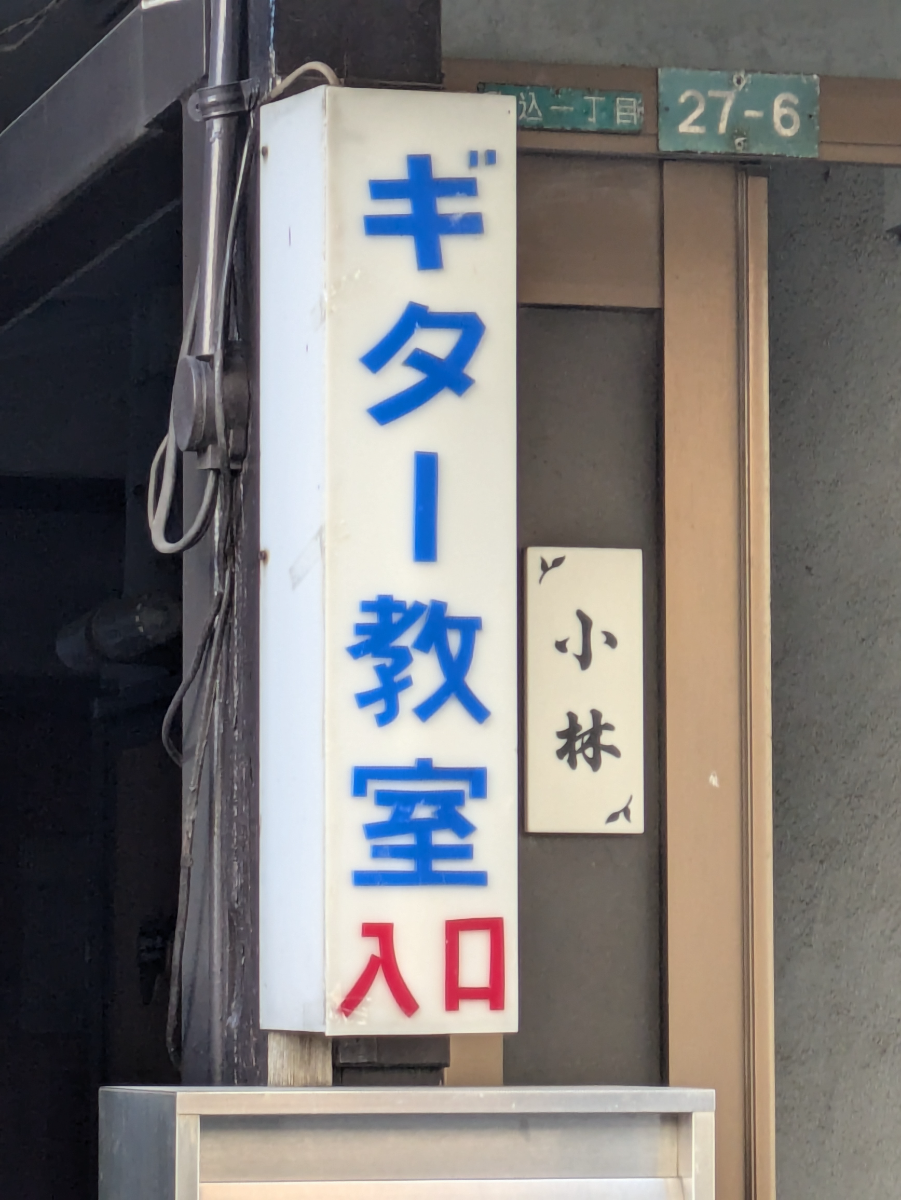 ギター教室
入口
小林
込一丁目
27-6